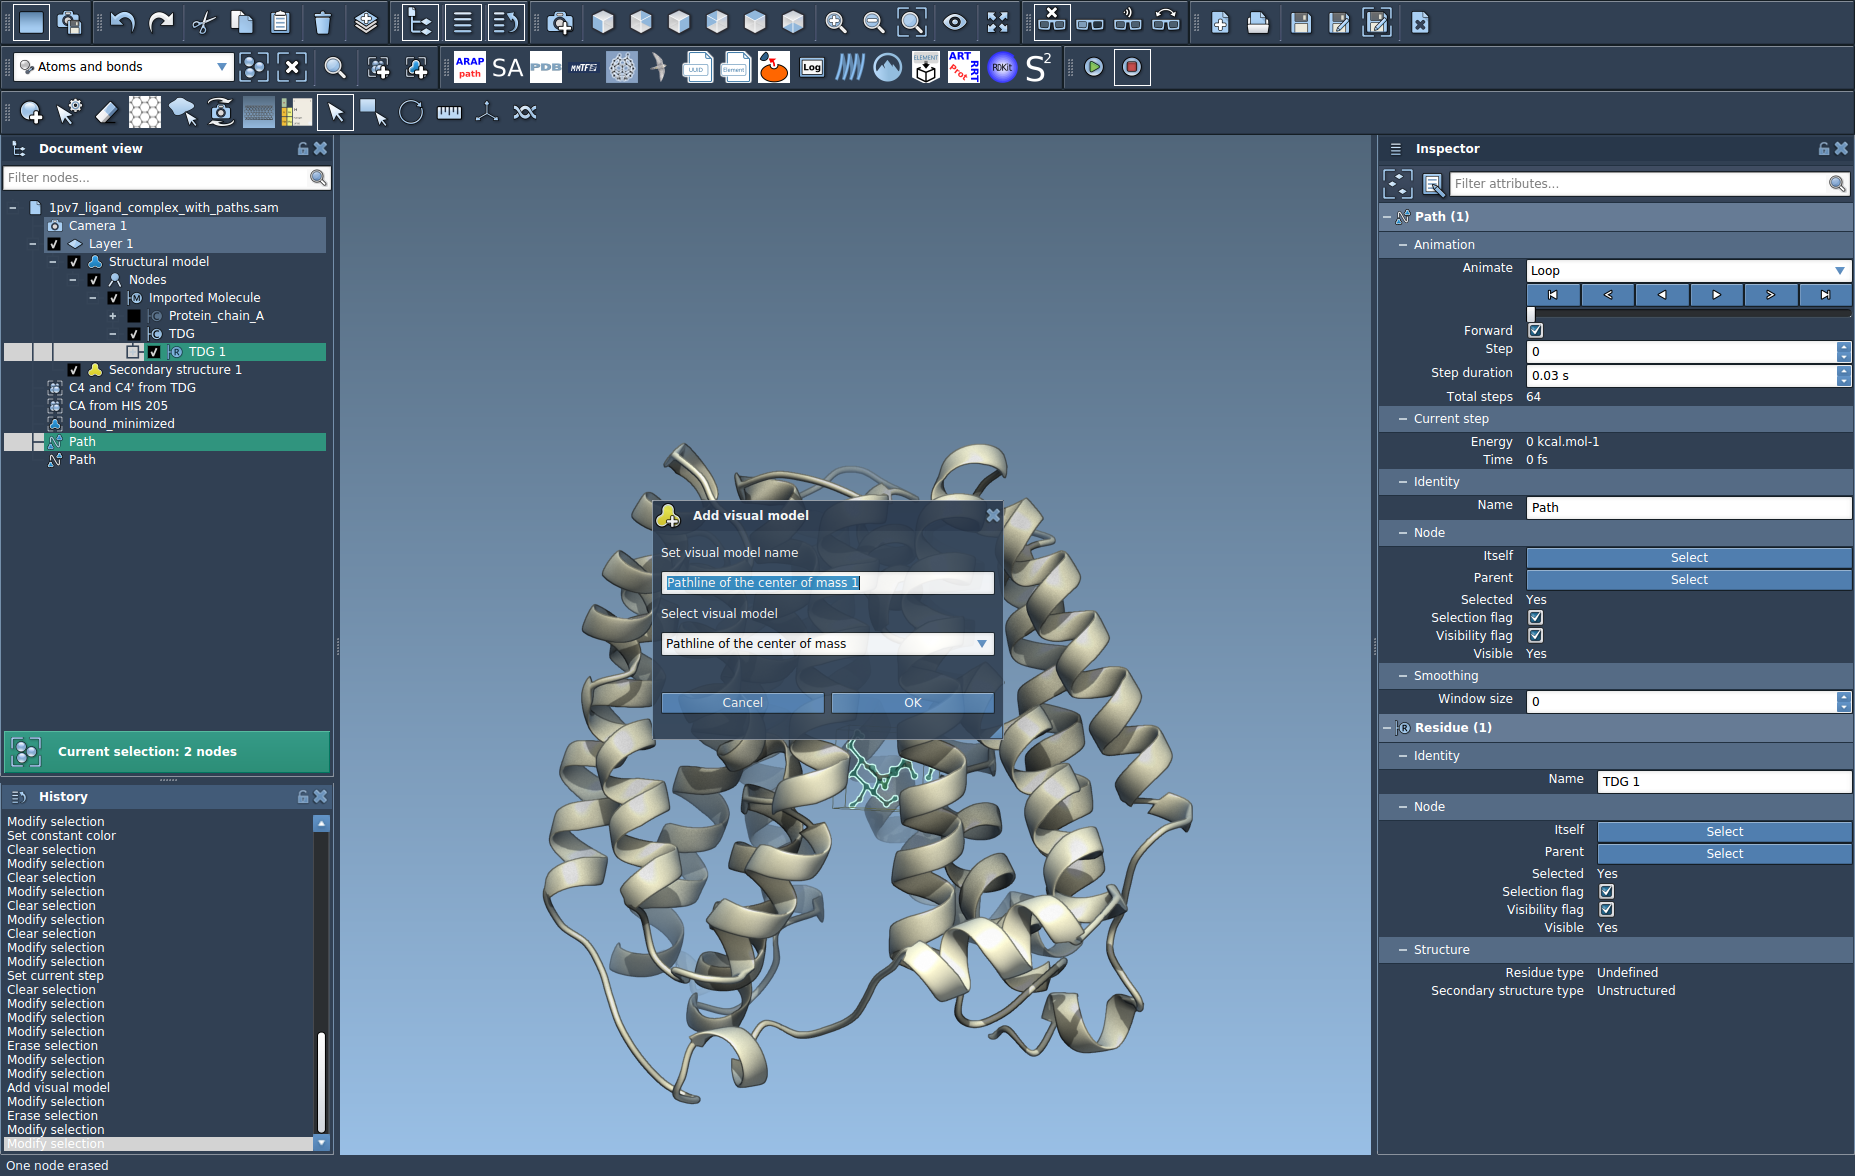 Atoms and bonds
ARAP
path
SA
PDB
MMTF
UUID
Element
Log
ELEMENT
ART
RRT
Prot
RDKit
S2
Document view
Filter nodes...
1pv7_ligand_complex_with_paths.sam
Camera 1
Layer 1
Structural model
Nodes
Imported Molecule
Protein_chain_A
TDG
TDG 1
Secondary structure 1
C4 and C4' from TDG
CA from HIS 205
bound_minimized
Path
Path
Current selection: 2 nodes
History
Modify selection
Set constant color
Clear selection
Modify selection
Clear selection
Modify selection
Clear selection
Modify selection
Clear selection
Modify selection
Modify selection
Set current step
Clear selection
Modify selection
Modify selection
Modify selection
Erase selection
Modify selection
Modify selection
Add visual model
Modify selection
Erase selection
Modify selection
Modify selection
One node erased
Add visual model
Set visual model name
Pathline of the center of mass 1
Select visual model
Pathline of the center of mass
Cancel
OK
Inspector
Filter attributes...
Path (1)
Animation
Animate Loop
Forward
Step 0
Step duration 0.03 s
Total steps 64
Current step
Energy 0 kcal.mol-1
Time 0 fs
Identity
Name Path
Node
Itself Select
Parent Select
Selected Yes
Selection flag
Visibility flag
Visible Yes
Smoothing
Window size 0
Residue (1)
Identity
Name TDG 1
Node
Itself Select
Parent Select
Selected Yes
Selection flag
Visibility flag
Visible Yes
Structure
Residue type Undefined
Secondary structure type Unstructured